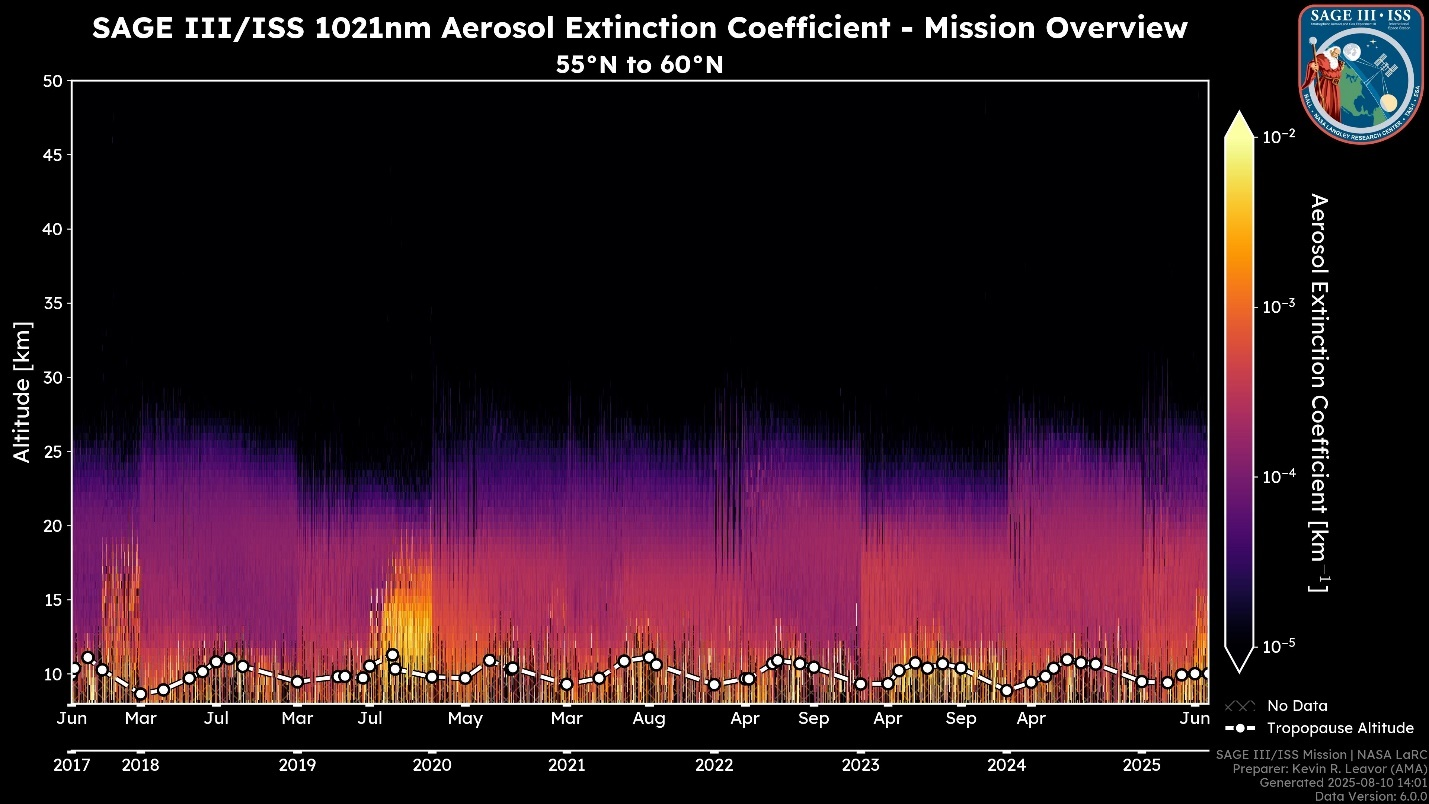 SAGE III/ISS 1021nm Aerosol Extinction Coefficient - Mission Overview
55°N to 60°N
SAGE III • ISS
50
45
40
35
30
25
20
15
10
Altitude [km]
10⁻²
10⁻³
10⁻⁴
10⁻⁵
Aerosol Extinction Coefficient [km⁻¹]
Jun Mar Jul Mar Jul May Mar Aug Apr Sep Apr Sep Apr Jun
2017 2018 2019 2020 2021 2022 2023 2024 2025
No Data
Tropopause Altitude
SAGE III/ISS Mission | NASA LaRC
Preparer: Kevin R. Leavor (AMA)
Generated 2025-08-10 14:01
Data Version: 6.0.0